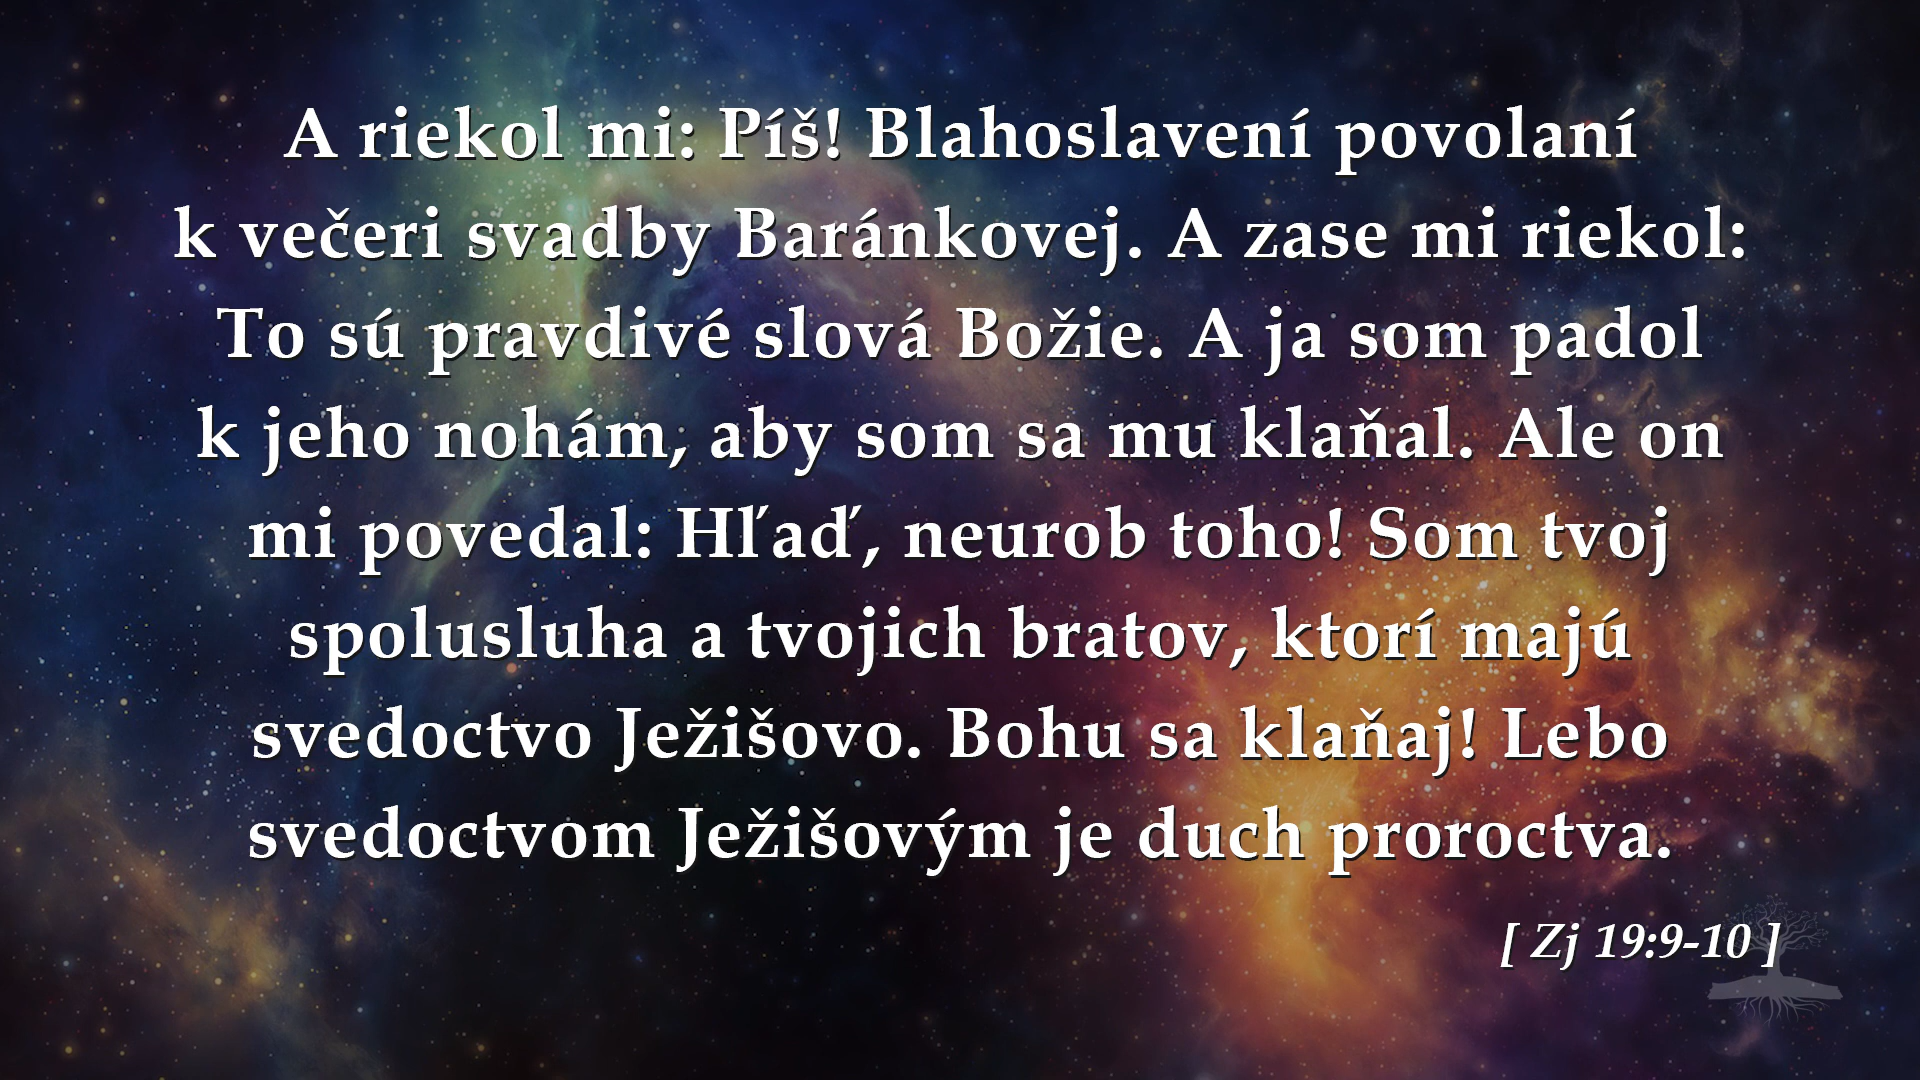 A riekol mi: Píš! Blahoslavení povolaní
k večeri svadby Baránkovej. A zase mi riekol:
To sú pravdivé slová Božie. A ja som padol
k jeho nohám, aby som sa mu klaňal. Ale on
mi povedal: Hľaď, neurob toho! Som tvoj
spolusluha a tvojich bratov, ktorí majú
svedoctvo Ježišovo. Bohu sa klaňaj! Lebo
svedoctvom Ježišovým je duch proroctva.
[ Zj 19:9-10 ]